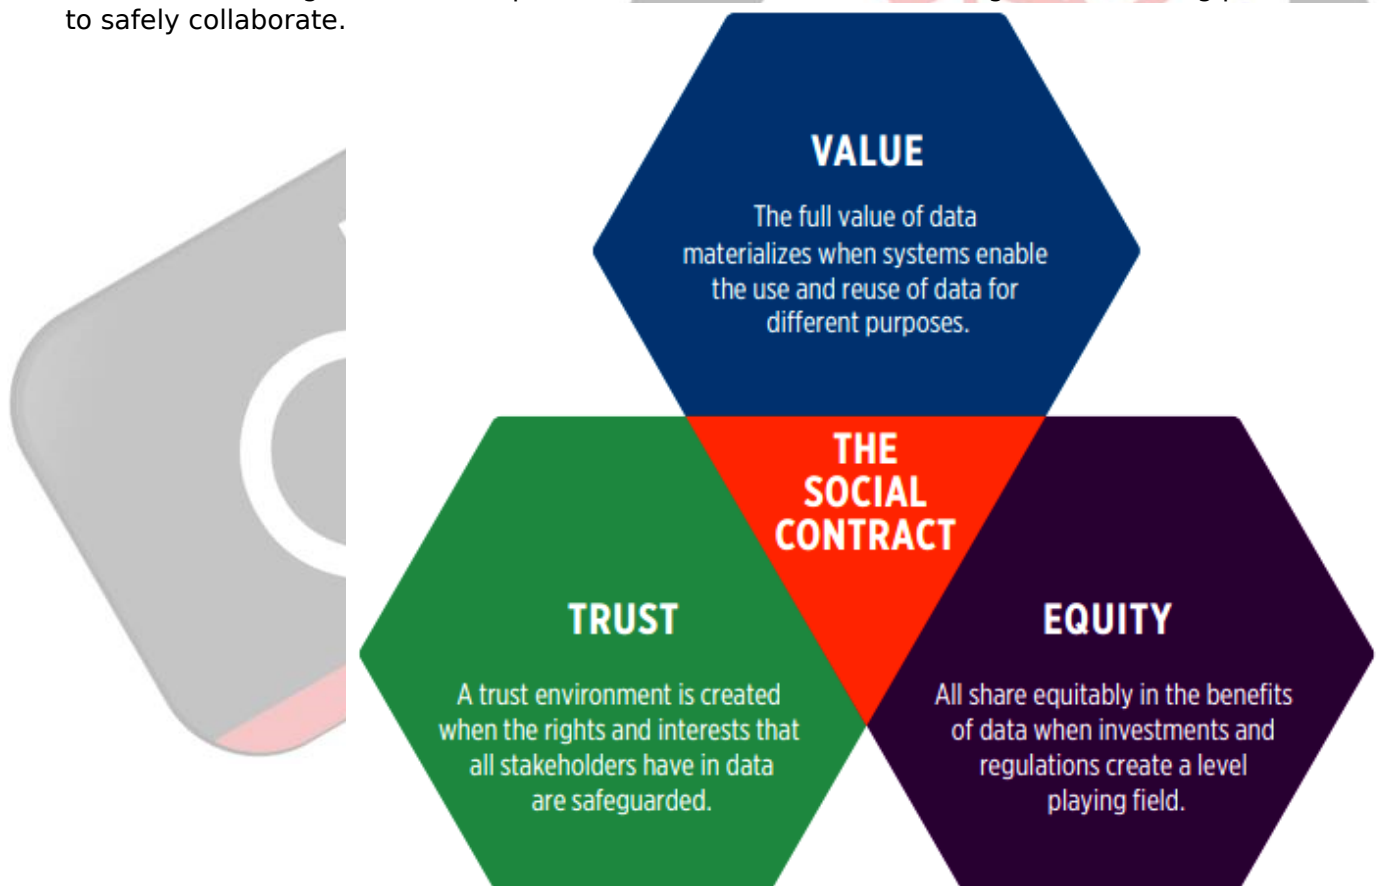 to safely collaborate.
VALUE
The full value of data
materializes when systems enable
the use and reuse of data for
different purposes.
THE
SOCIAL
CONTRACT
TRUST
A trust environment is created
when the rights and interests that
all stakeholders have in data
are safeguarded.
EQUITY
All share equitably in the benefits
of data when investments and
regulations create a level
playing field.